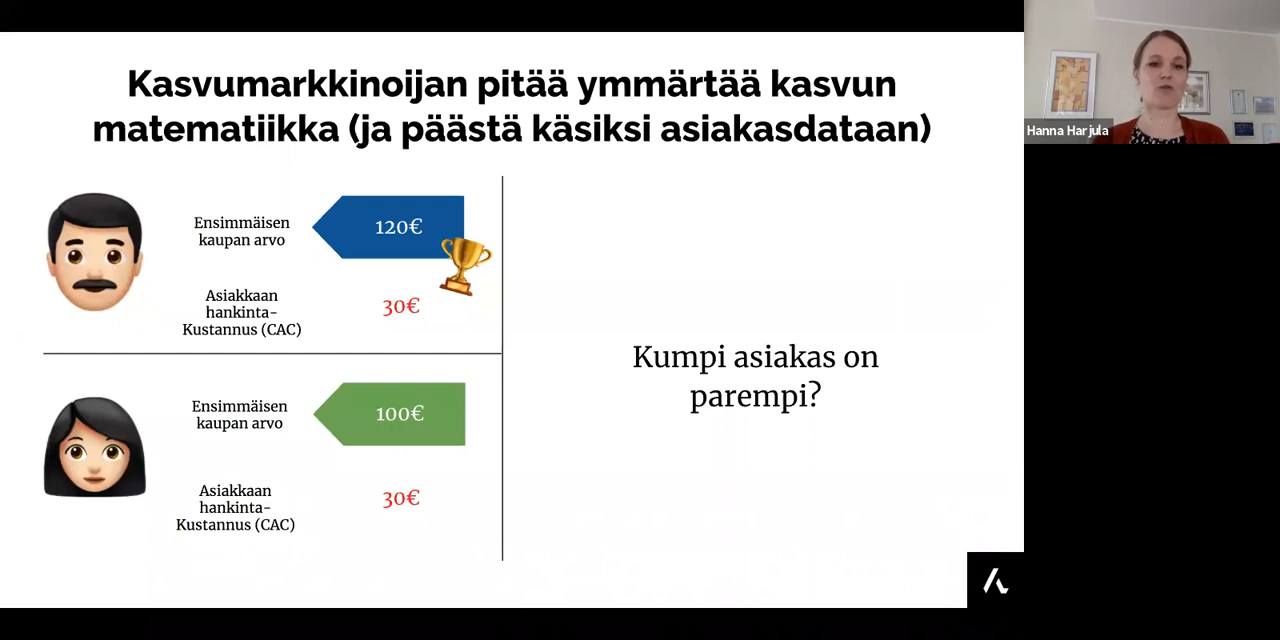 Kasvumarkkinoijan pitää ymmärtää kasvun
matematiikka (ja päästä käsiksi asiakasdataan)
Ensimmäisen
kaupan arvo
120€
Asiakkaan
hankinta-
Kustannus (CAC)
30€
Ensimmäisen
kaupan arvo
100€
Asiakkaan
hankinta-
Kustannus (CAC)
30€
Kumpi asiakas on
parempi?
Hanna Harjula